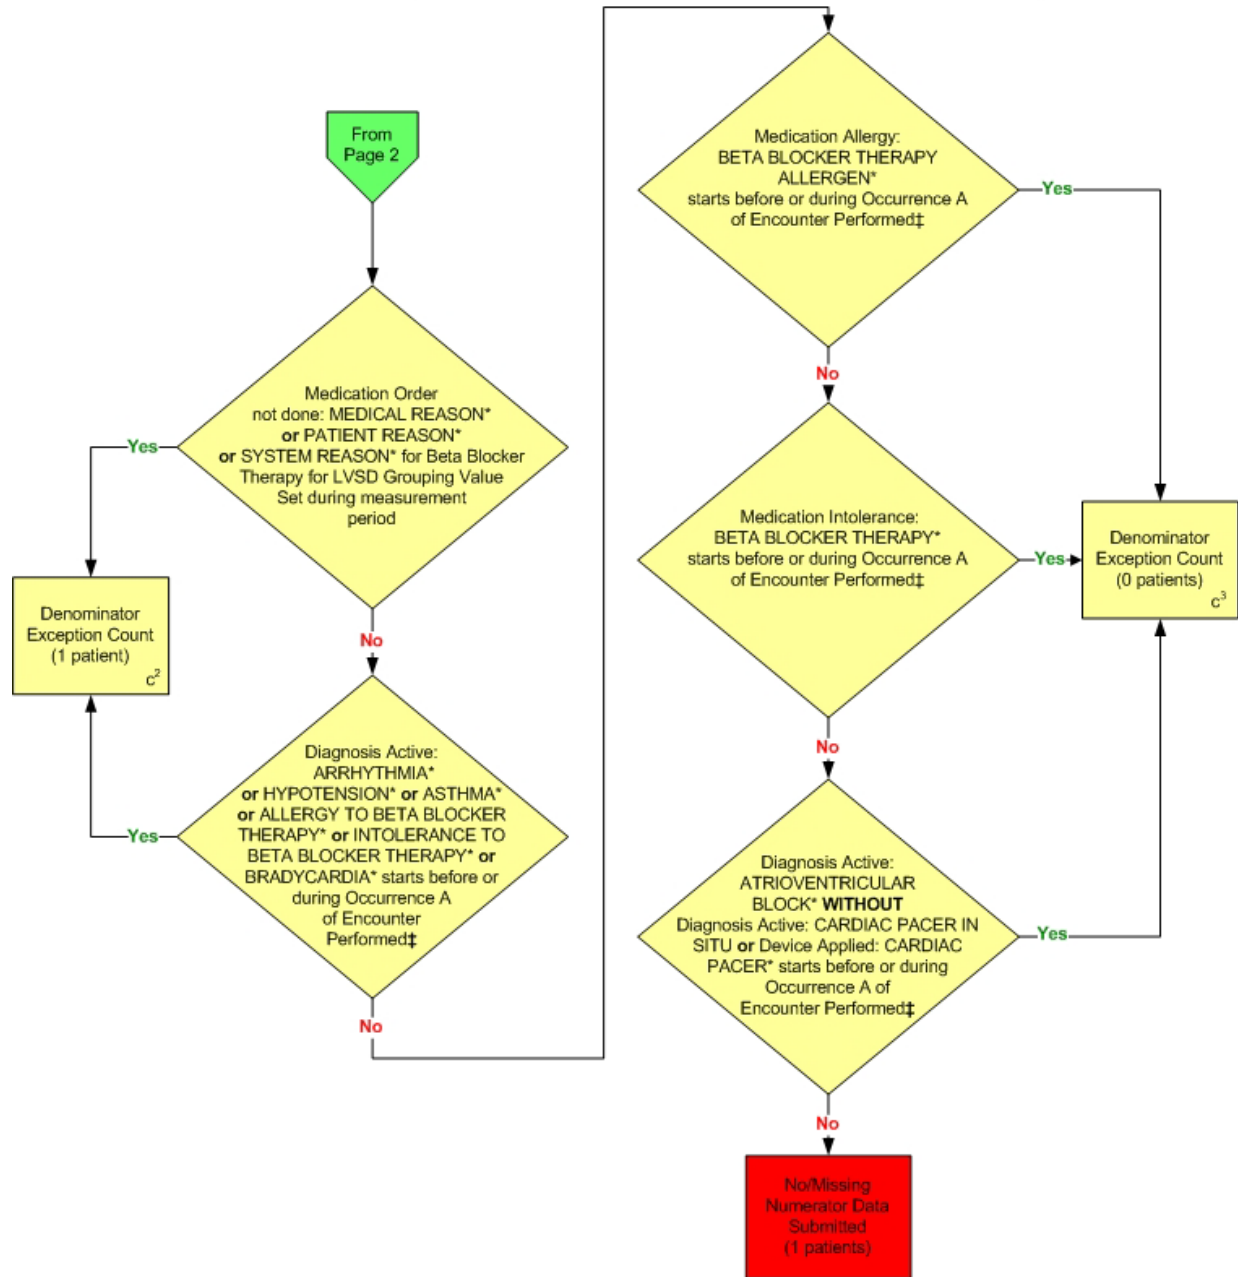 From
Page 2
Medication Order
not done: MEDICAL REASON*
or PATIENT REASON*
or SYSTEM REASON* for Beta Blocker
Therapy for LVSD Grouping Value
Set during measurement
period
Yes
No
Denominator
Exception Count
(1 patient)
c²
Diagnosis Active:
ARRHYTHMIA*
or HYPOTENSION* or ASTHMA*
or ALLERGY TO BETA BLOCKER
THERAPY* or INTOLERANCE TO
BETA BLOCKER THERAPY* or
BRADYCARDIA* starts before or
during Occurrence A
of Encounter
Performed‡
Yes
No
Medication Allergy:
BETA BLOCKER THERAPY
ALLERGEN*
starts before or during Occurrence A
of Encounter Performed‡
Yes
No
Medication Intolerance:
BETA BLOCKER THERAPY*
starts before or during Occurrence A
of Encounter Performed‡
Yes
No
Denominator
Exception Count
(0 patients)
c³
Diagnosis Active:
ATRIOVENTRICULAR
BLOCK* WITHOUT
Diagnosis Active: CARDIAC PACER IN
SITU or Device Applied: CARDIAC
PACER* starts before or during
Occurrence A of
Encounter Performed‡
Yes
No
No/Missing
Numerator Data
Submitted
(1 patients)